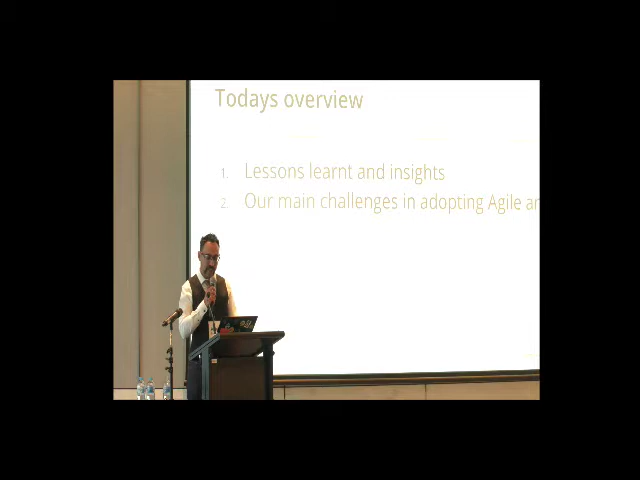 Todays overview
1. Lessons learnt and insights
2. Our main challenges in adopting Agile